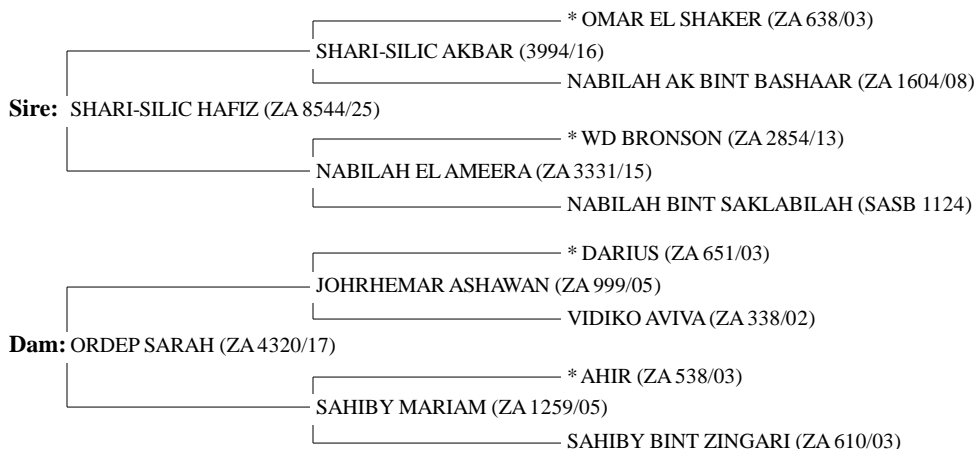 * OMAR EL SHAKER (ZA 638/03)
SHARI-SILIC AKBAR (3994/16)
NABILAH AK BINT BASHAAR (ZA 1604/08)
Sire: SHARI-SILIC HAFIZ (ZA 8544/25)
* WD BRONSON (ZA 2854/13)
NABILAH EL AMEERA (ZA 3331/15)
NABILAH BINT SAKLABILAH (SASB 1124)
* DARIUS (ZA 651/03)
JOHRHEMAR ASHAWAN (ZA 999/05)
VIDIKO AVIVA (ZA 338/02)
Dam: ORDEP SARAH (ZA 4320/17)
* AHIR (ZA 538/03)
SAHIBY MARIAM (ZA 1259/05)
SAHIBY BINT ZINGARI (ZA 610/03)